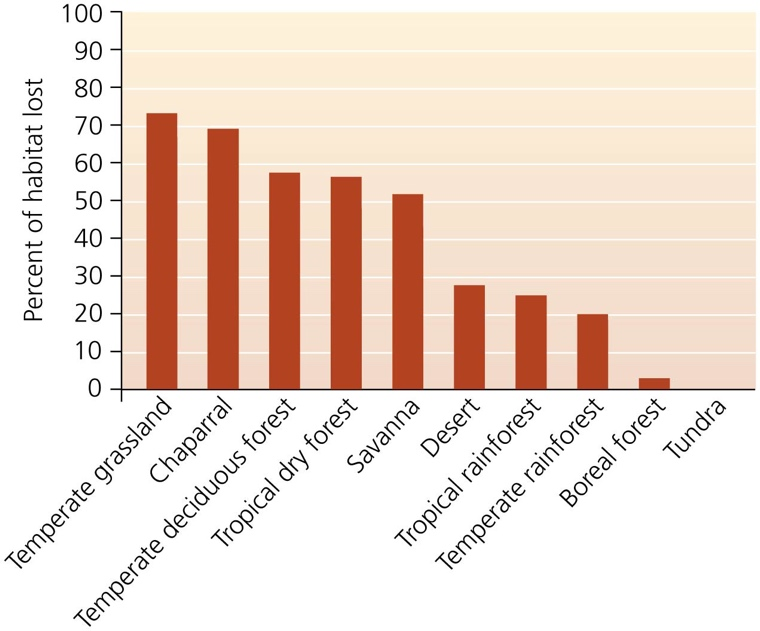 Percent of habitat lost
100
90
80
70
60
50
40
30
20
10
0
Temperate grassland
Chaparral
Temperate deciduous forest
Tropical dry forest
Savanna
Desert
Tropical rainforest
Temperate rainforest
Boreal forest
Tundra